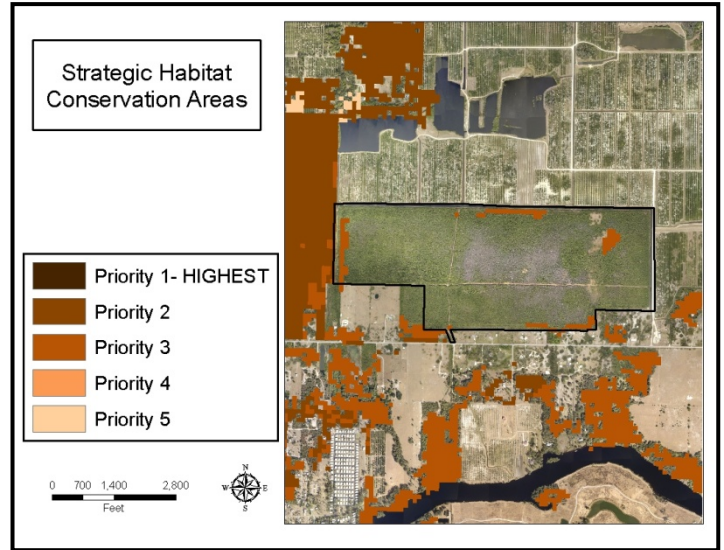 Strategic Habitat
Conservation Areas
Priority 1- HIGHEST
Priority 2
Priority 3
Priority 4
Priority 5
0 700 1,400 2,800
Feet
N
W E
S